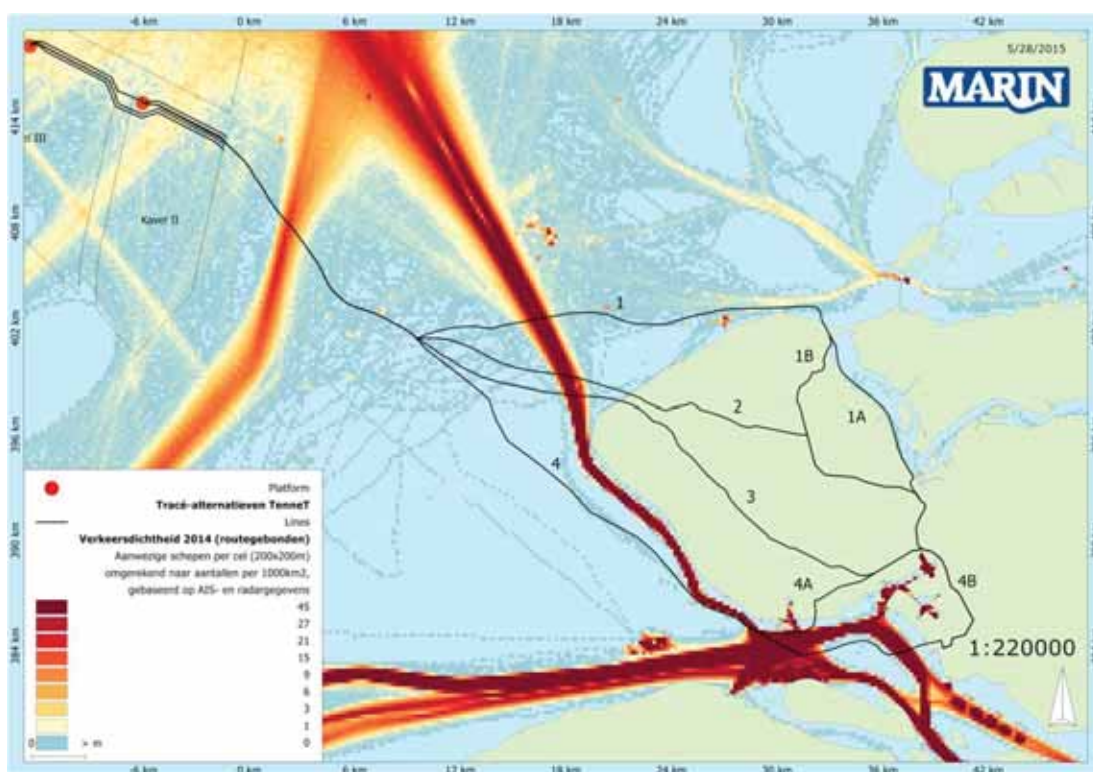 -6 km 0 km 6 km 12 km 18 km 24 km 30 km 36 km 42 km
5/28/2015
MARIN
414 km
III
Kavel II
408 km
402 km
1
1B
1A
2
396 km
4
3
390 km
4A
4B
384 km
1:220000
Platform
Tracé-alternatieven TenneT
Lines
Verkeersdichtheid 2014 (routegebonden)
Aanwezige schepen per cel (200x200m)
omgerekend naar aantallen per 1000km2,
gebaseerd op AIS- en radargegevens
45
27
21
15
9
6
3
1
0
0 > m
-6 km 0 km 6 km 12 km 18 km 24 km 30 km 36 km 42 km